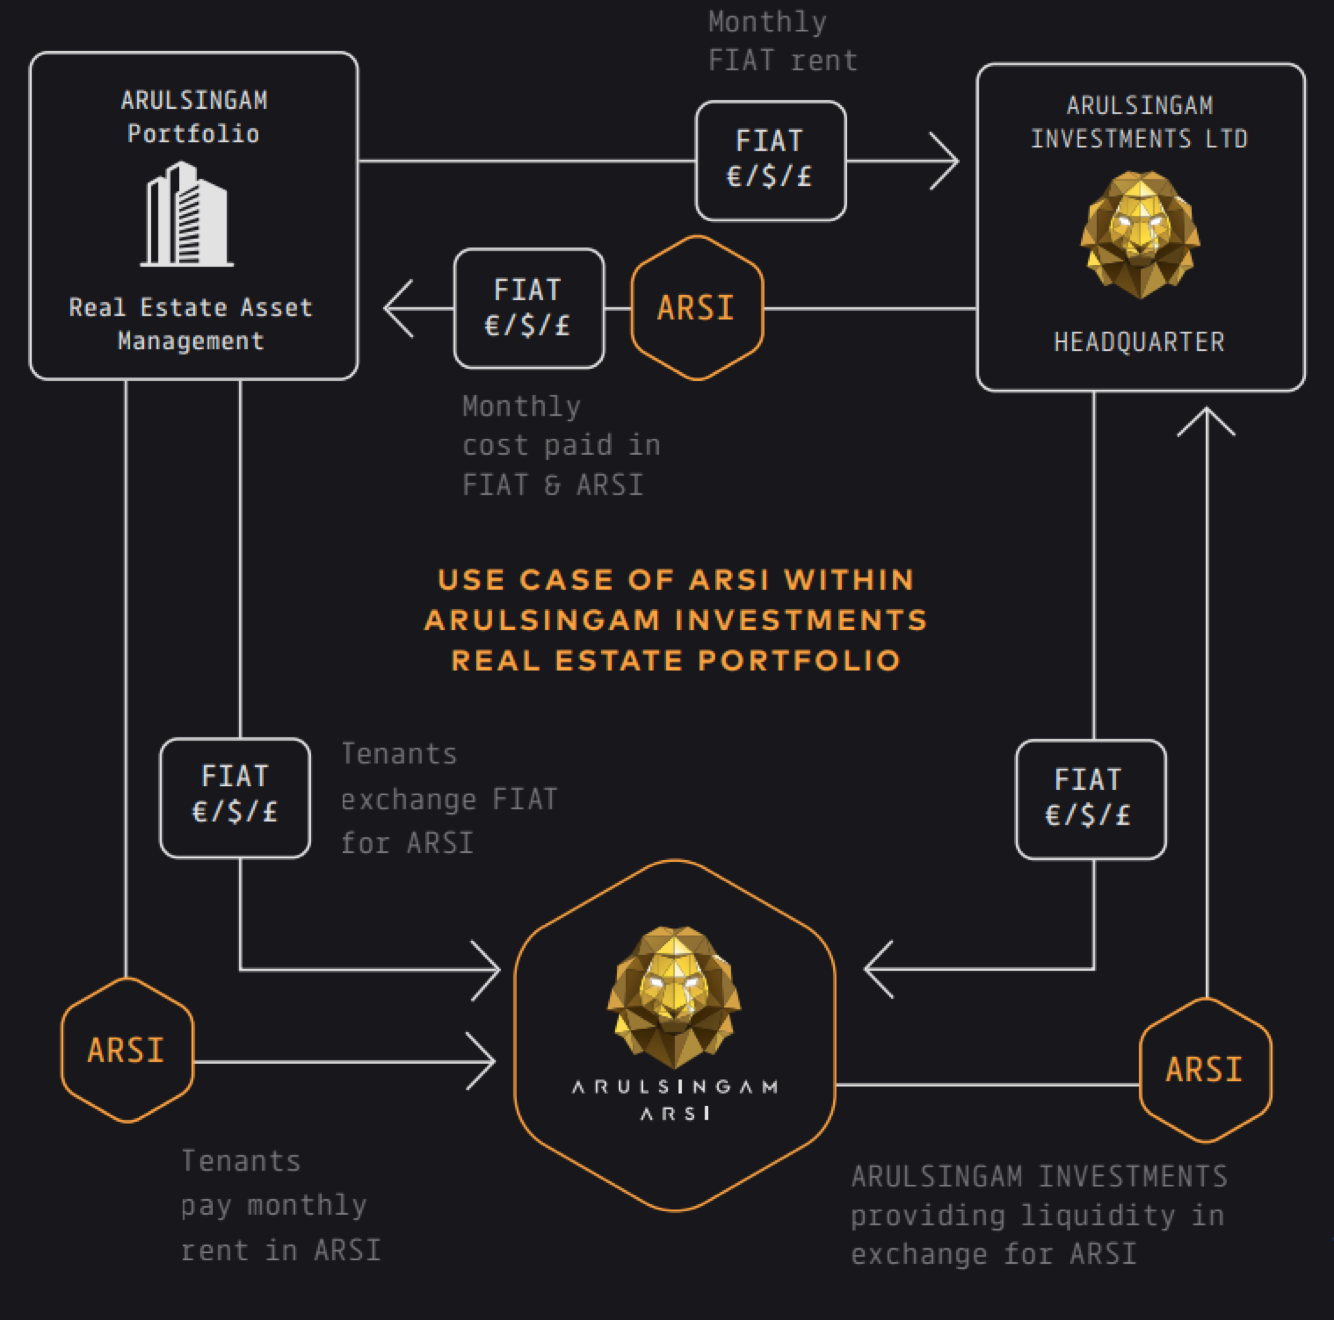 Monthly
FIAT rent
ARULSINGAM
Portfolio
Real Estate Asset
Management
FIAT
€/$/£
ARULSINGAM
INVESTMENTS LTD
HEADQUARTER
FIAT
€/$/£
ARSI
Monthly
cost paid in
FIAT & ARSI
USE CASE OF ARSI WITHIN
ARULSINGAM INVESTMENTS
REAL ESTATE PORTFOLIO
FIAT
€/$/£
Tenants
exchange FIAT
for ARSI
FIAT
€/$/£
ARSI
ARULSINGAM
ARSI
ARSI
Tenants
pay monthly
rent in ARSI
ARULSINGAM INVESTMENTS
providing liquidity in
exchange for ARSI